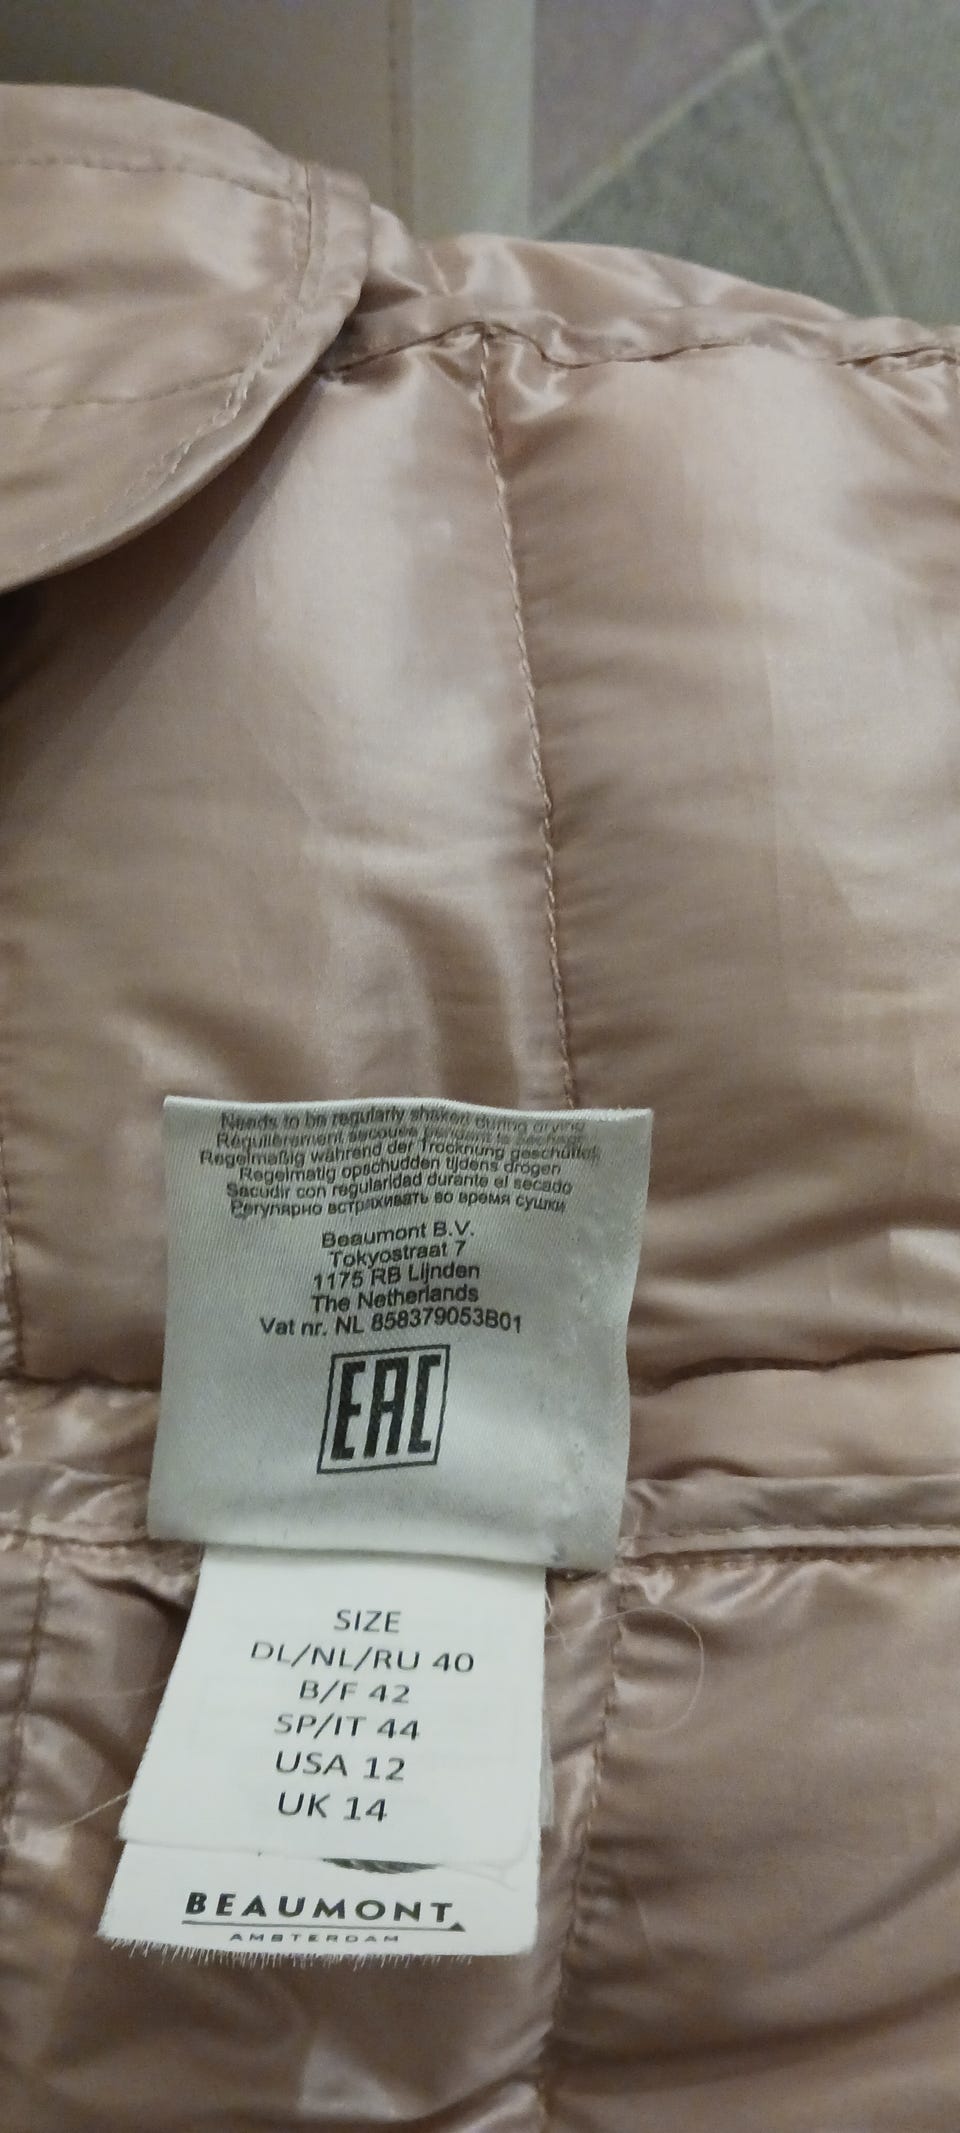 Needs to be regularly shaken during drying
Régulièrement secouée pendant le séchage
Regelmäßig während der Trocknung geschüttelt
Regelmatig opschudden tijdens drogen
Sacudir con regularidad durante el secado
Регулярно встрахивать во время сушки
Beaumont B.V.
Tokyostraat 7
1175 RB Lijnden
The Netherlands
Vat nr. NL 858379053B01
EAC
SIZE
DL/NL/RU 40
B/F 42
SP/IT 44
USA 12
UK 14
BEAUMONT
AMSTERDAM